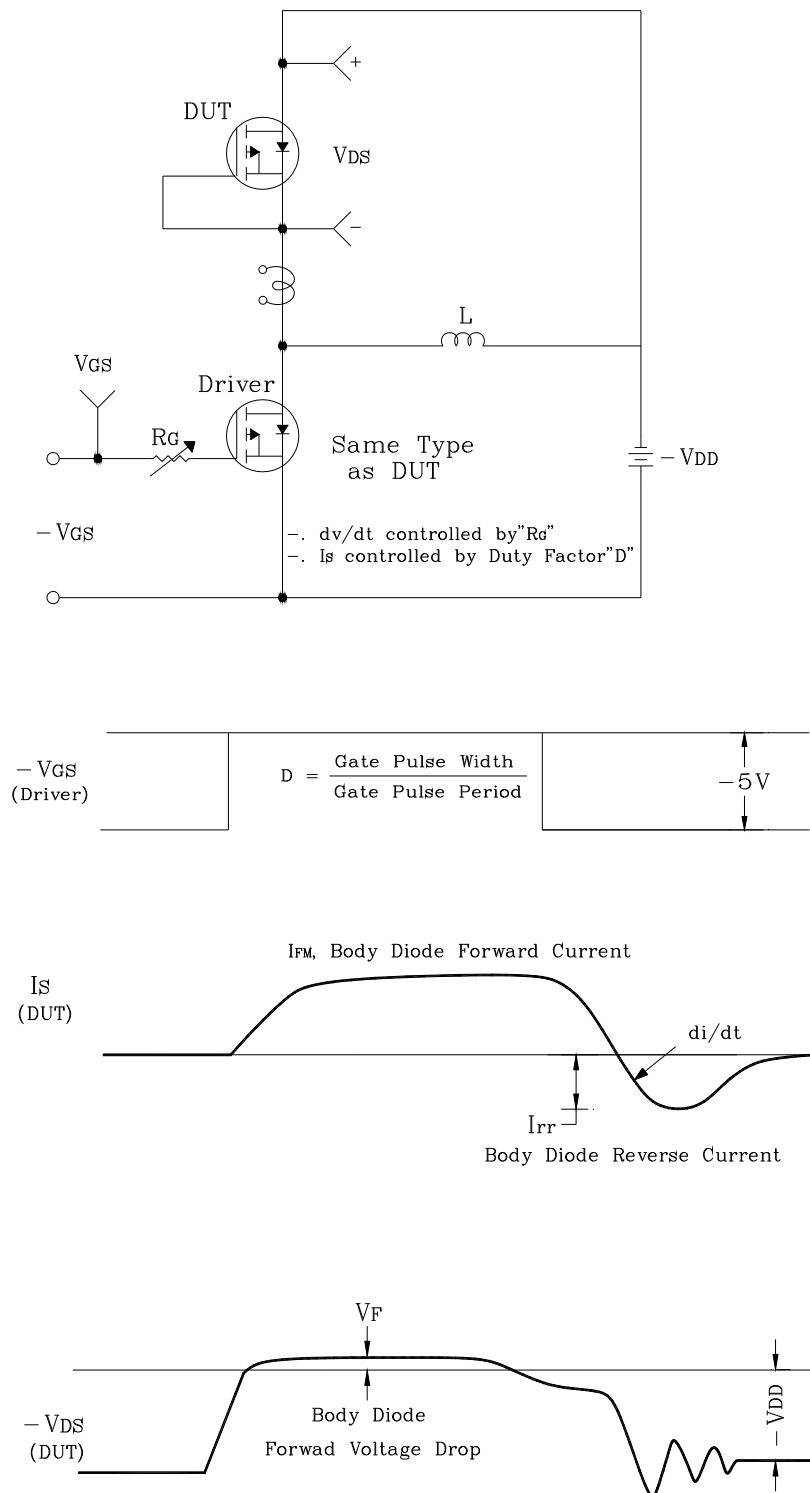 +
DUT
VDS
-
L
VGS
Driver
RG
Same Type
as DUT
-VDD
-VGS
-. dv/dt controlled by"RG"
-. Is controlled by Duty Factor"D"
-VGS
(Driver)
D = Gate Pulse Width
Gate Pulse Period
-5V
IFM, Body Diode Forward Current
IS
(DUT)
di/dt
Irr
Body Diode Reverse Current
VF
-VDD
-VDS
(DUT)
Body Diode
Forwad Voltage Drop